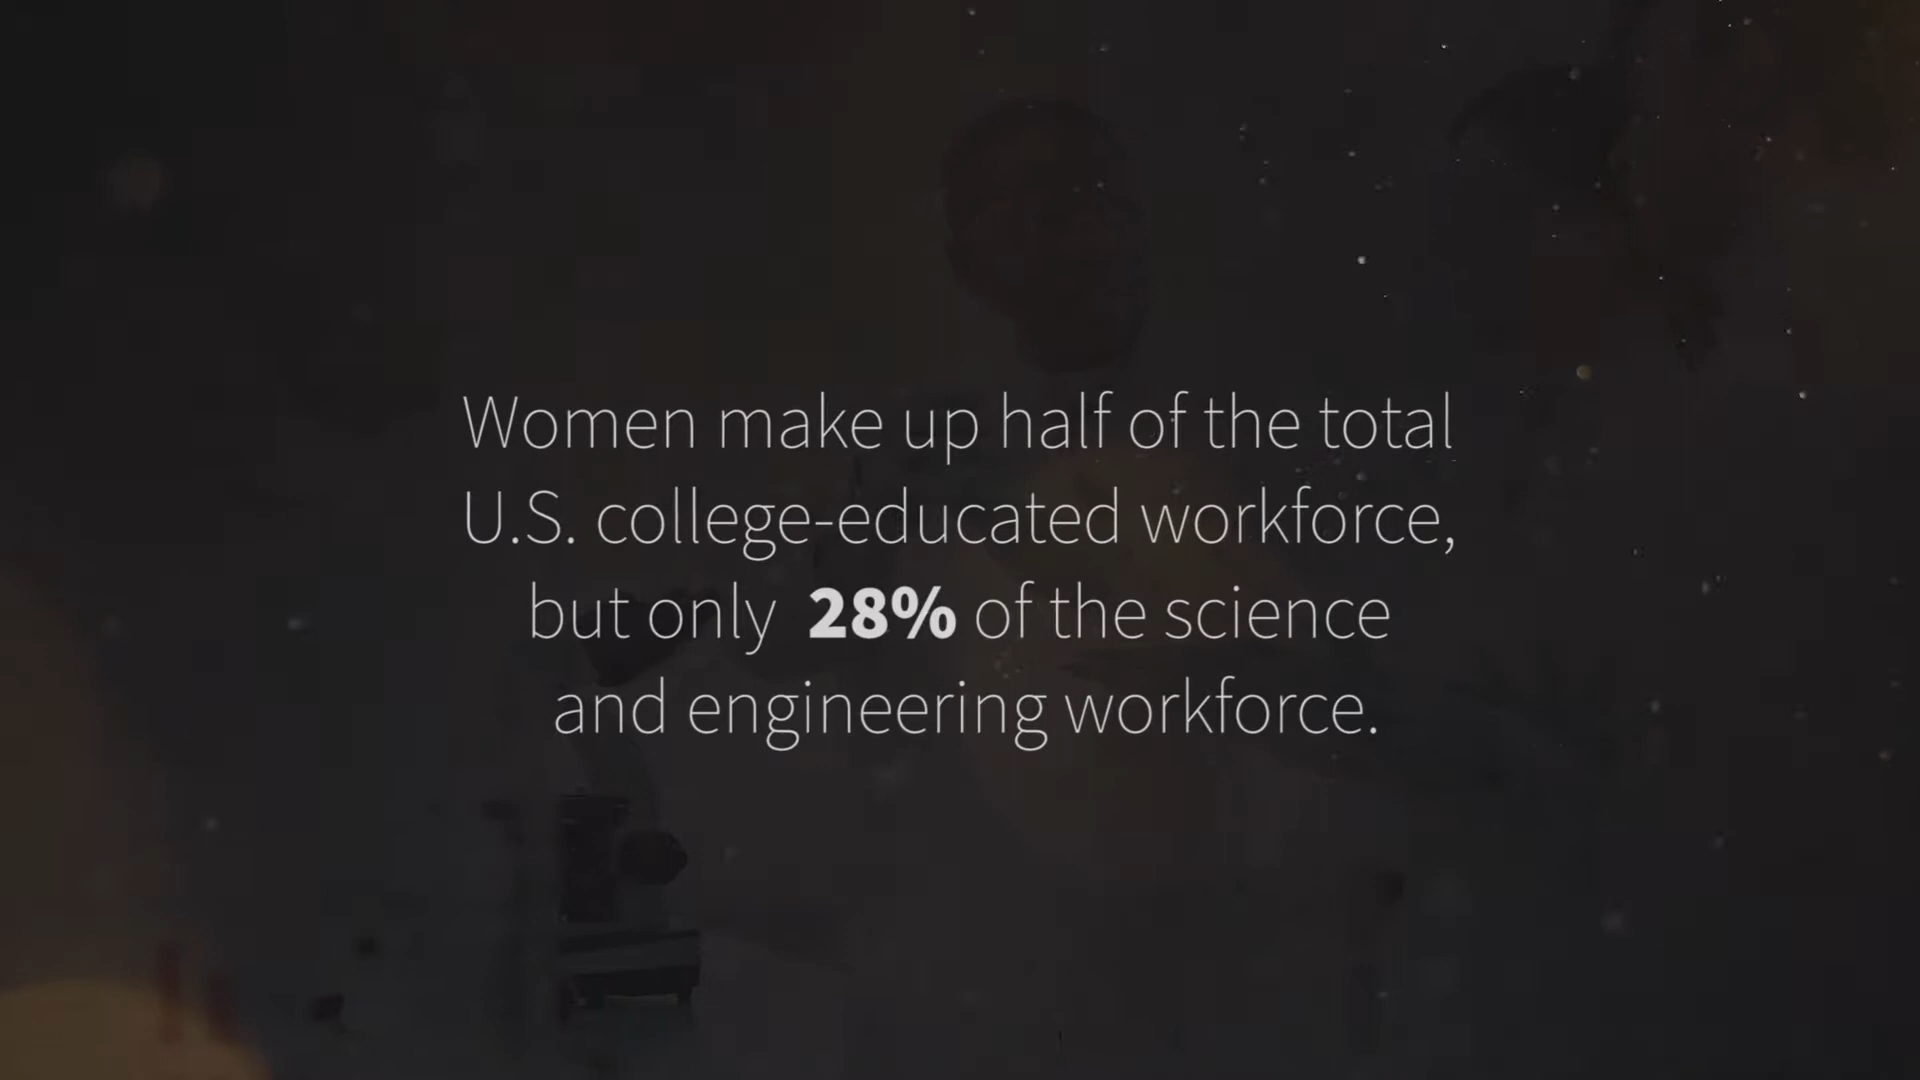 Women make up half of the total
U.S. college-educated workforce,
but only 28% of the science
and engineering workforce.